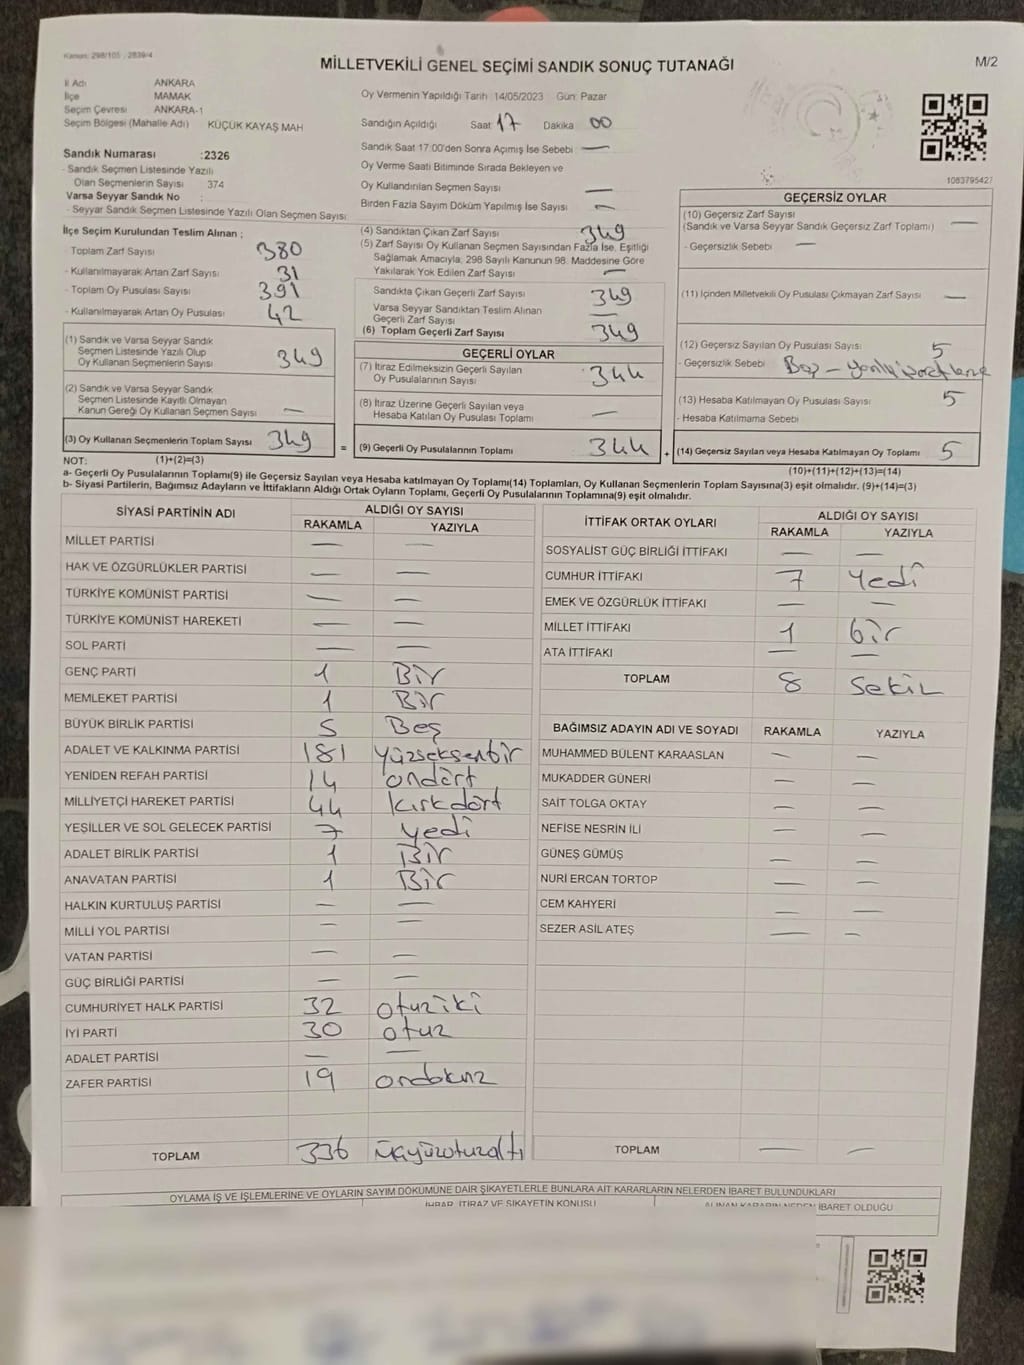 Kanun: 298/105 , 2839/4
MİLLETVEKİLİ GENEL SEÇİMİ SANDIK SONUÇ TUTANAĞI
M/2
İl Adı ANKARA
İlçe MAMAK
Seçim Çevresi ANKARA-1
Seçim Bölgesi (Mahalle Adı) KÜÇÜK KAYAŞ MAH
Sandık Numarası :2326
- Sandık Seçmen Listesinde Yazılı
Olan Seçmenlerin Sayısı 374
Varsa Seyyar Sandık No :
- Seyyar Sandık Seçmen Listesinde Yazılı Olan Seçmen Sayısı
İlçe Seçim Kurulundan Teslim Alınan ;
- Toplam Zarf Sayısı 380
- Kullanılmayarak Artan Zarf Sayısı 31
- Toplam Oy Pusulası Sayısı 391
- Kullanılmayarak Artan Oy Pusulası 42
(1) Sandık ve Varsa Seyyar Sandık
Seçmen Listesinde Yazılı Olup
Oy Kullanan Seçmenlerin Sayısı 349
(2) Sandık ve Varsa Seyyar Sandık
Seçmen Listesinde Kayıtlı Olmayan
Kanun Gereği Oy Kullanan Seçmen Sayısı —
(3) Oy Kullanan Seçmenlerin Toplam Sayısı 349 =
Oy Vermenin Yapıldığı Tarih 14/05/2023 Gün: Pazar
Sandığın Açıldığı Saat 17 Dakika 00
Sandık Saat 17:00'den Sonra Açımış İse Sebebi —
Oy Verme Saati Bitiminde Sırada Bekleyen ve
Oy Kullandırılan Seçmen Sayısı —
Birden Fazla Sayım Döküm Yapılmış İse Sayısı —
(4) Sandıktan Çıkan Zarf Sayısı 349
(5) Zarf Sayısı Oy Kullanan Seçmen Sayısından Fazla İse, Eşitliği
Sağlamak Amacıyla, 298 Sayılı Kanunun 98. Maddesine Göre
Yakılarak Yok Edilen Zarf Sayısı —
Sandıkta Çıkan Geçerli Zarf Sayısı 349
Varsa Seyyar Sandıktan Teslim Alınan
Geçerli Zarf Sayısı —
(6) Toplam Geçerli Zarf Sayısı 349
GEÇERLİ OYLAR
(7) İtiraz Edilmeksizin Geçerli Sayılan
Oy Pusulalarının Sayısı 344
(8) İtiraz Üzerine Geçerli Sayılan veya
Hesaba Katılan Oy Pusulası Toplamı —
(9) Geçerli Oy Pusulalarının Toplamı 344 +
1083795427
GEÇERSİZ OYLAR
(10) Geçersiz Zarf Sayısı
(Sandık ve Varsa Seyyar Sandık Geçersiz Zarf Toplamı) —
- Geçersizlik Sebebi —
(11) İçinden Milletvekili Oy Pusulası Çıkmayan Zarf Sayısı —
(12) Geçersiz Sayılan Oy Pusulası Sayısı 5
- Geçersizlik Sebebi Boş –
(13) Hesaba Katılmayan Oy Pusulası Sayısı 5
- Hesaba Katılmama Sebebi
(14) Geçersiz Sayılan veya Hesaba Katılmayan Oy Toplamı 5
NOT: (1)+(2)=(3) (10)+(11)+(12)+(13)=(14)
a- Geçerli Oy Pusulalarının Toplamı(9) ile Geçersiz Sayılan veya Hesaba katılmayan Oy Toplamı(14) Toplamları, Oy Kullanan Seçmenlerin Toplam Sayısına(3) eşit olmalıdır. (9)+(14)=(3)
b- Siyasi Partilerin, Bağımsız Adayların ve İttifakların Aldığı Ortak Oyların Toplamı, Geçerli Oy Pusulalarının Toplamına(9) eşit olmalıdır.
SİYASİ PARTİNİN ADI ALDIĞI OY SAYISI
RAKAMLA YAZIYLA
MİLLET PARTİSİ — —
HAK VE ÖZGÜRLÜKLER PARTİSİ — —
TÜRKİYE KOMÜNİST PARTİSİ — —
TÜRKİYE KOMÜNİST HAREKETİ — —
SOL PARTİ — —
GENÇ PARTİ 1 Bir
MEMLEKET PARTİSİ 1 Bir
BÜYÜK BİRLİK PARTİSİ 5 Beş
ADALET VE KALKINMA PARTİSİ 181 yüzseksenbir
YENİDEN REFAH PARTİSİ 14 ondört
MİLLİYETÇİ HAREKET PARTİSİ 44 kırkdört
YEŞİLLER VE SOL GELECEK PARTİSİ 7 yedi
ADALET BİRLİK PARTİSİ 1 Bir
ANAVATAN PARTİSİ 1 Bir
HALKIN KURTULUŞ PARTİSİ — —
MİLLİ YOL PARTİSİ — —
VATAN PARTİSİ — —
GÜÇ BİRLİĞİ PARTİSİ — —
CUMHURİYET HALK PARTİSİ 32 otuziki
İYİ PARTİ 30 otuz
ADALET PARTİSİ — —
ZAFER PARTİSİ 19 ondokuz
TOPLAM 336 üçyüzotuzaltı
İTTİFAK ORTAK OYLARI ALDIĞI OY SAYISI
RAKAMLA YAZIYLA
SOSYALİST GÜÇ BİRLİĞİ İTTİFAKI — —
CUMHUR İTTİFAKI 7 Yedi
EMEK VE ÖZGÜRLÜK İTTİFAKI — —
MİLLET İTTİFAKI 1 bir
ATA İTTİFAKI — —
TOPLAM 8 Sekiz
BAĞIMSIZ ADAYIN ADI VE SOYADI RAKAMLA YAZIYLA
MUHAMMED BÜLENT KARAASLAN — —
MUKADDER GÜNERİ — —
SAİT TOLGA OKTAY — —
NEFİSE NESRİN İLİ — —
GÜNEŞ GÜMÜŞ — —
NURİ ERCAN TORTOP — —
CEM KAHYERİ — —
SEZER ASİL ATEŞ — —
TOPLAM — —
OYLAMA İŞ VE İŞLEMLERİNE VE OYLARIN SAYIM DÖKÜMÜNE DAİR ŞİKAYETLERLE BUNLARA AİT KARARLARIN NELERDEN İBARET BULUNDUKLARI
İHBAR, İTİRAZ VE ŞİKAYETİN KONUSU ALINAN KARARIN NEDEN İBARET OLDUĞU